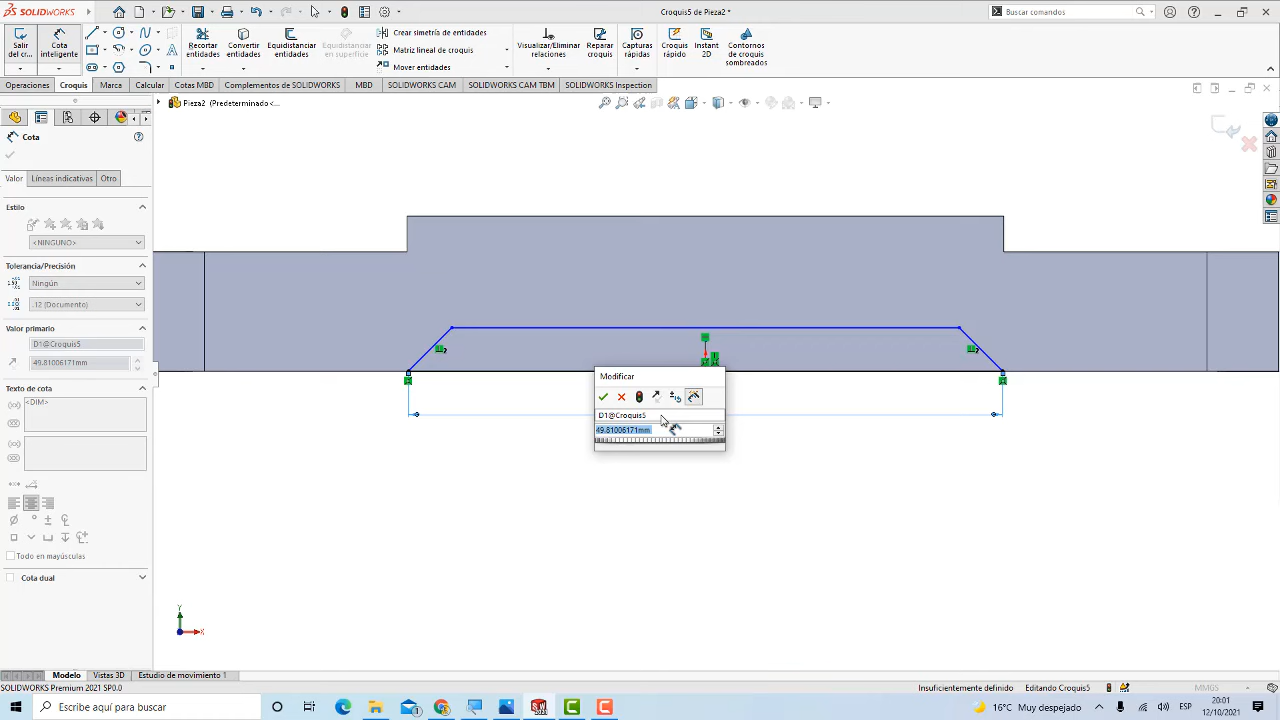 SOLIDWORKS
Croquis5 de Pieza2 *
Buscar comandos
Salir del cr...
Cota inteligente
Recortar entidades
Convertir entidades
Equidistanciar entidades
Equidistanciar en superficie
Crear simetría de entidades
Matriz lineal de croquis
Mover entidades
Visualizar/Eliminar relaciones
Reparar croquis
Capturas rápidas
Croquis rápido
Instant 2D
Contornos de croquis sombreados
Operaciones
Croquis
Marca
Calcular
Cotas MBD
Complementos de SOLIDWORKS
MBD
SOLIDWORKS CAM
SOLIDWORKS CAM TBM
SOLIDWORKS Inspection
Pieza2 (Predeterminado <...
Cota
Valor
Líneas indicativas
Otro
Estilo
<NINGUNO>
Tolerancia/Precisión
Ningún
.12 (Documento)
Valor primario
D1@Croquis5
49.81006171mm
Texto de cota
<DIM>
Todo en mayúsculas
Cota dual
Modificar
D1@Croquis5
49.81006171mm
Y
X
2
2
Modelo
Vistas 3D
Estudio de movimiento 1
SOLIDWORKS Premium 2021 SP0.0
Insuficientemente definido
Editando Croquis5
MMGS
Escribe aquí para buscar
16°C Muy despejado
ESP
20:01
12/10/2021